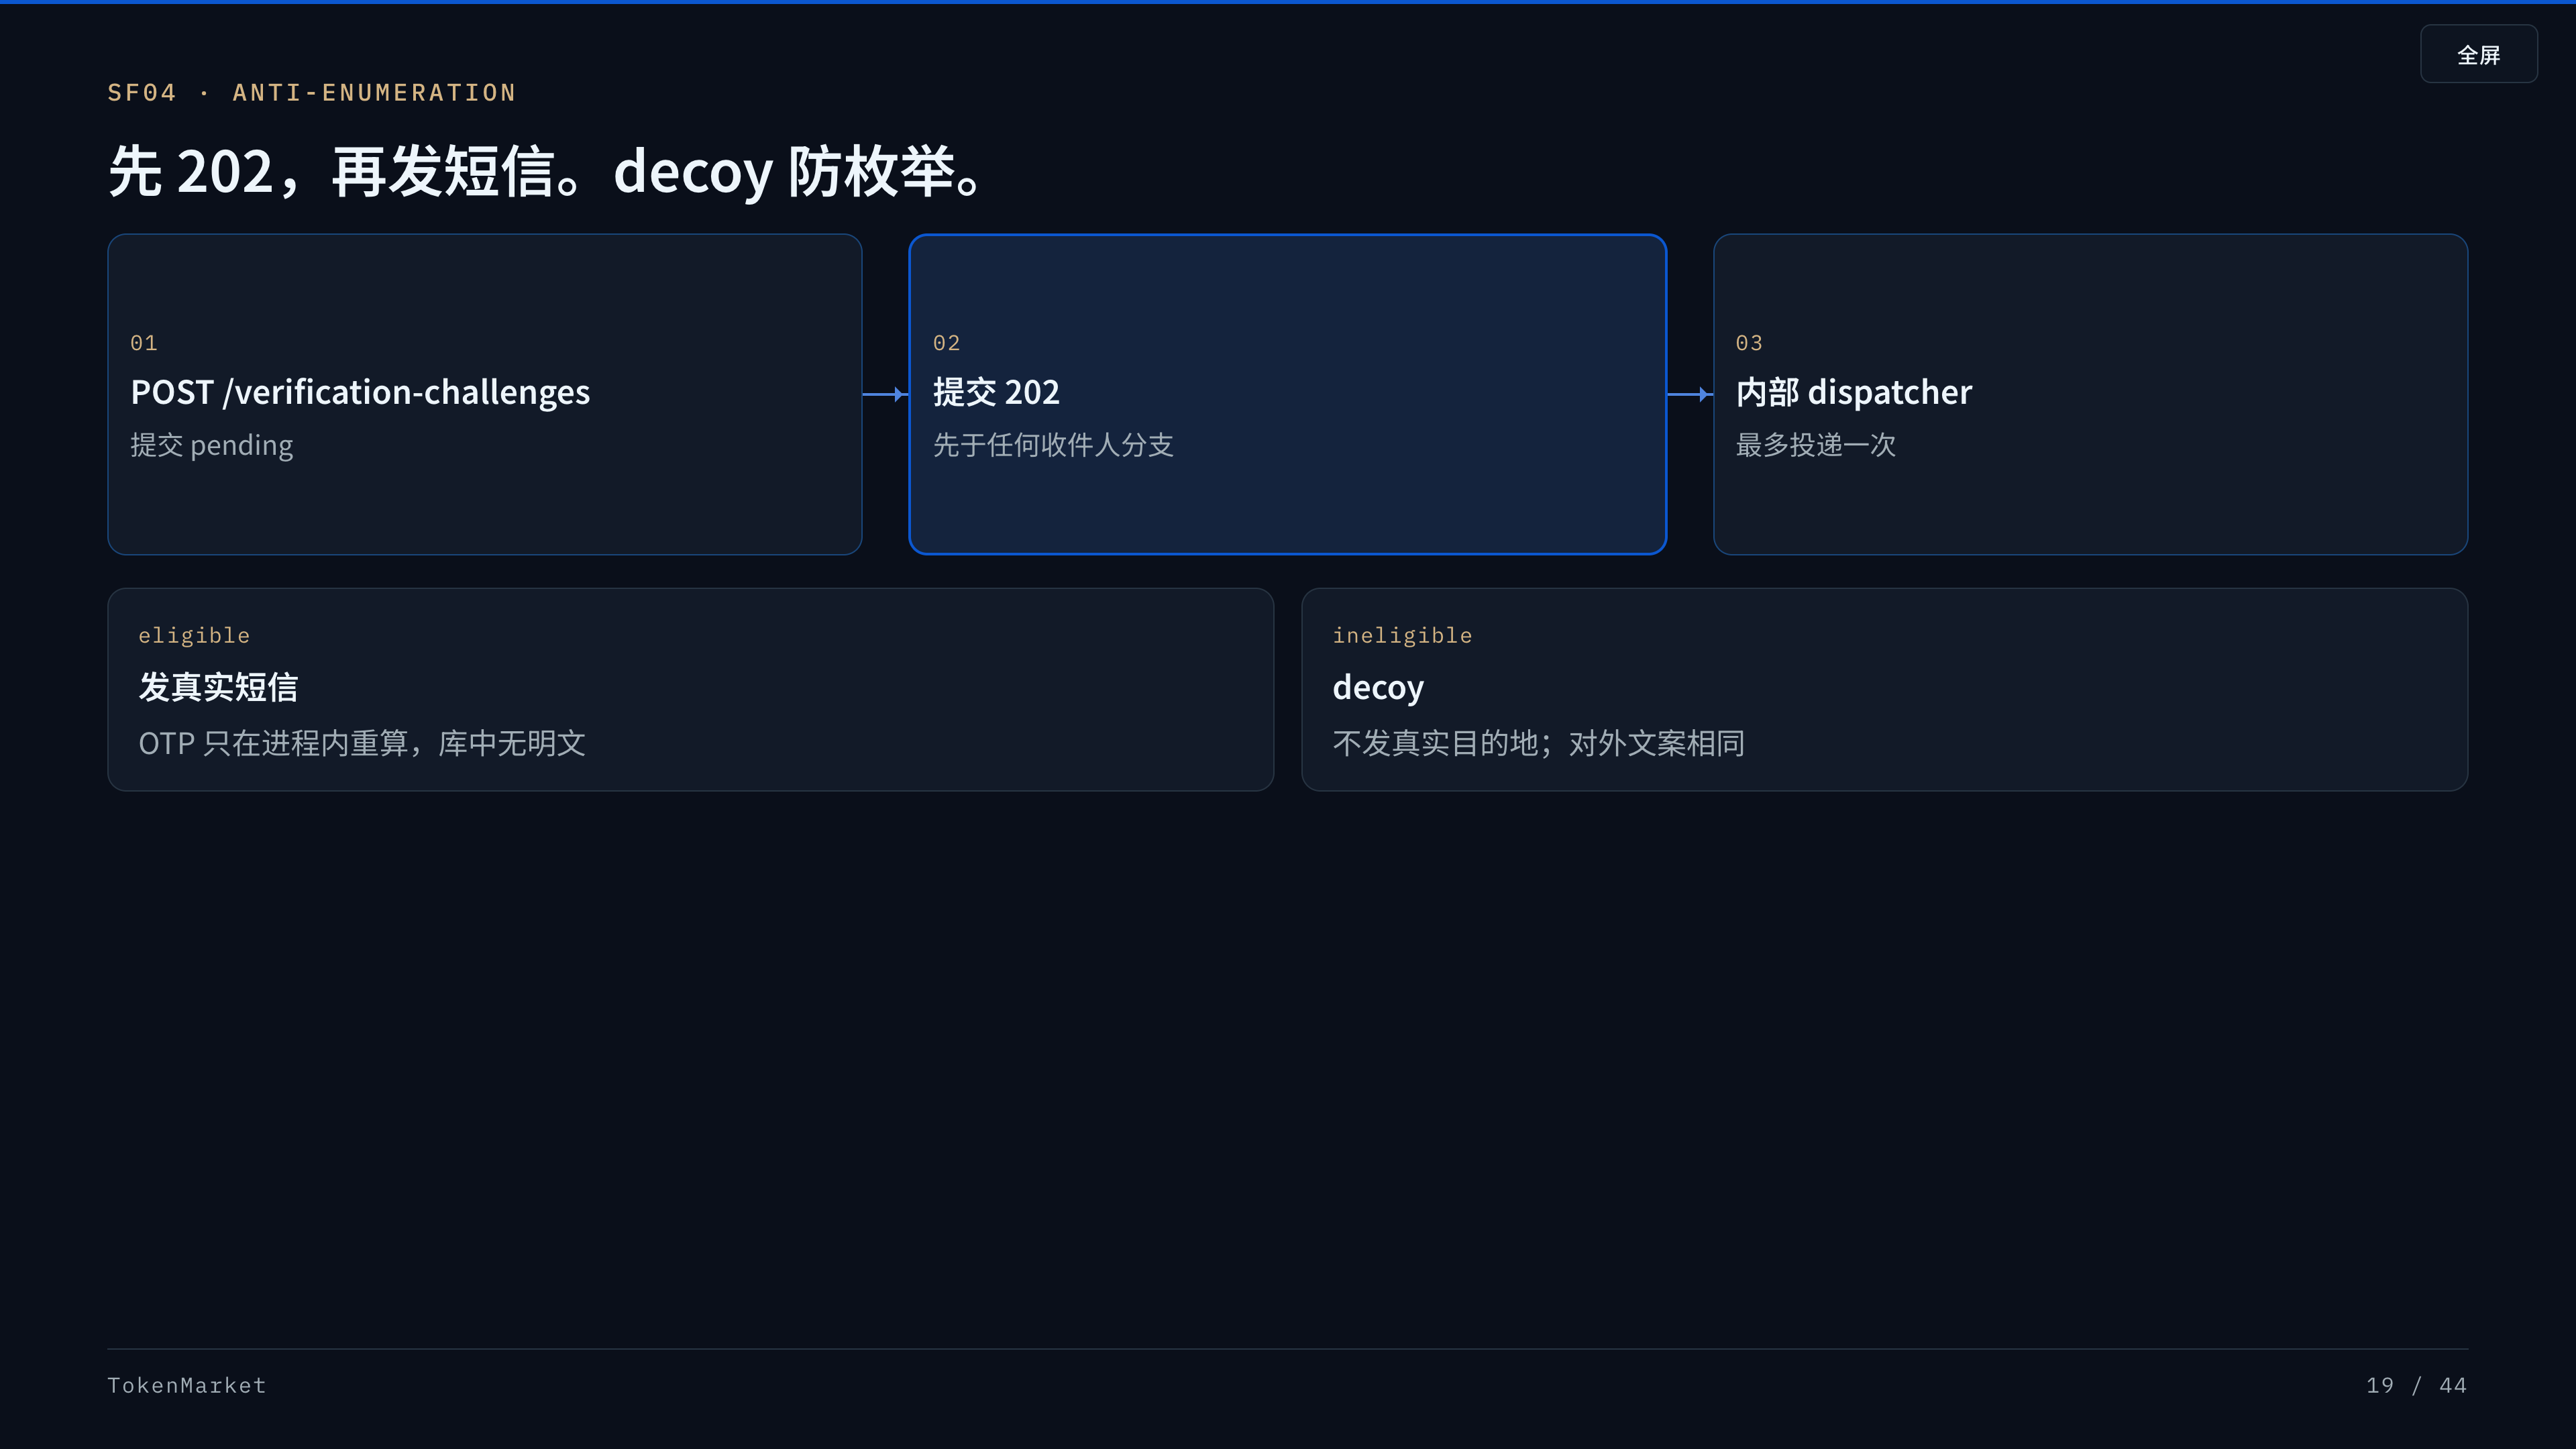 全屏
SF04 · ANTI-ENUMERATION
先 202，再发短信。decoy 防枚举。
01
POST /verification-challenges
提交 pending
02
提交 202
先于任何收件人分支
03
内部 dispatcher
最多投递一次
eligible
发真实短信
OTP 只在进程内重算，库中无明文
ineligible
decoy
不发真实目的地；对外文案相同
TokenMarket
19 / 44